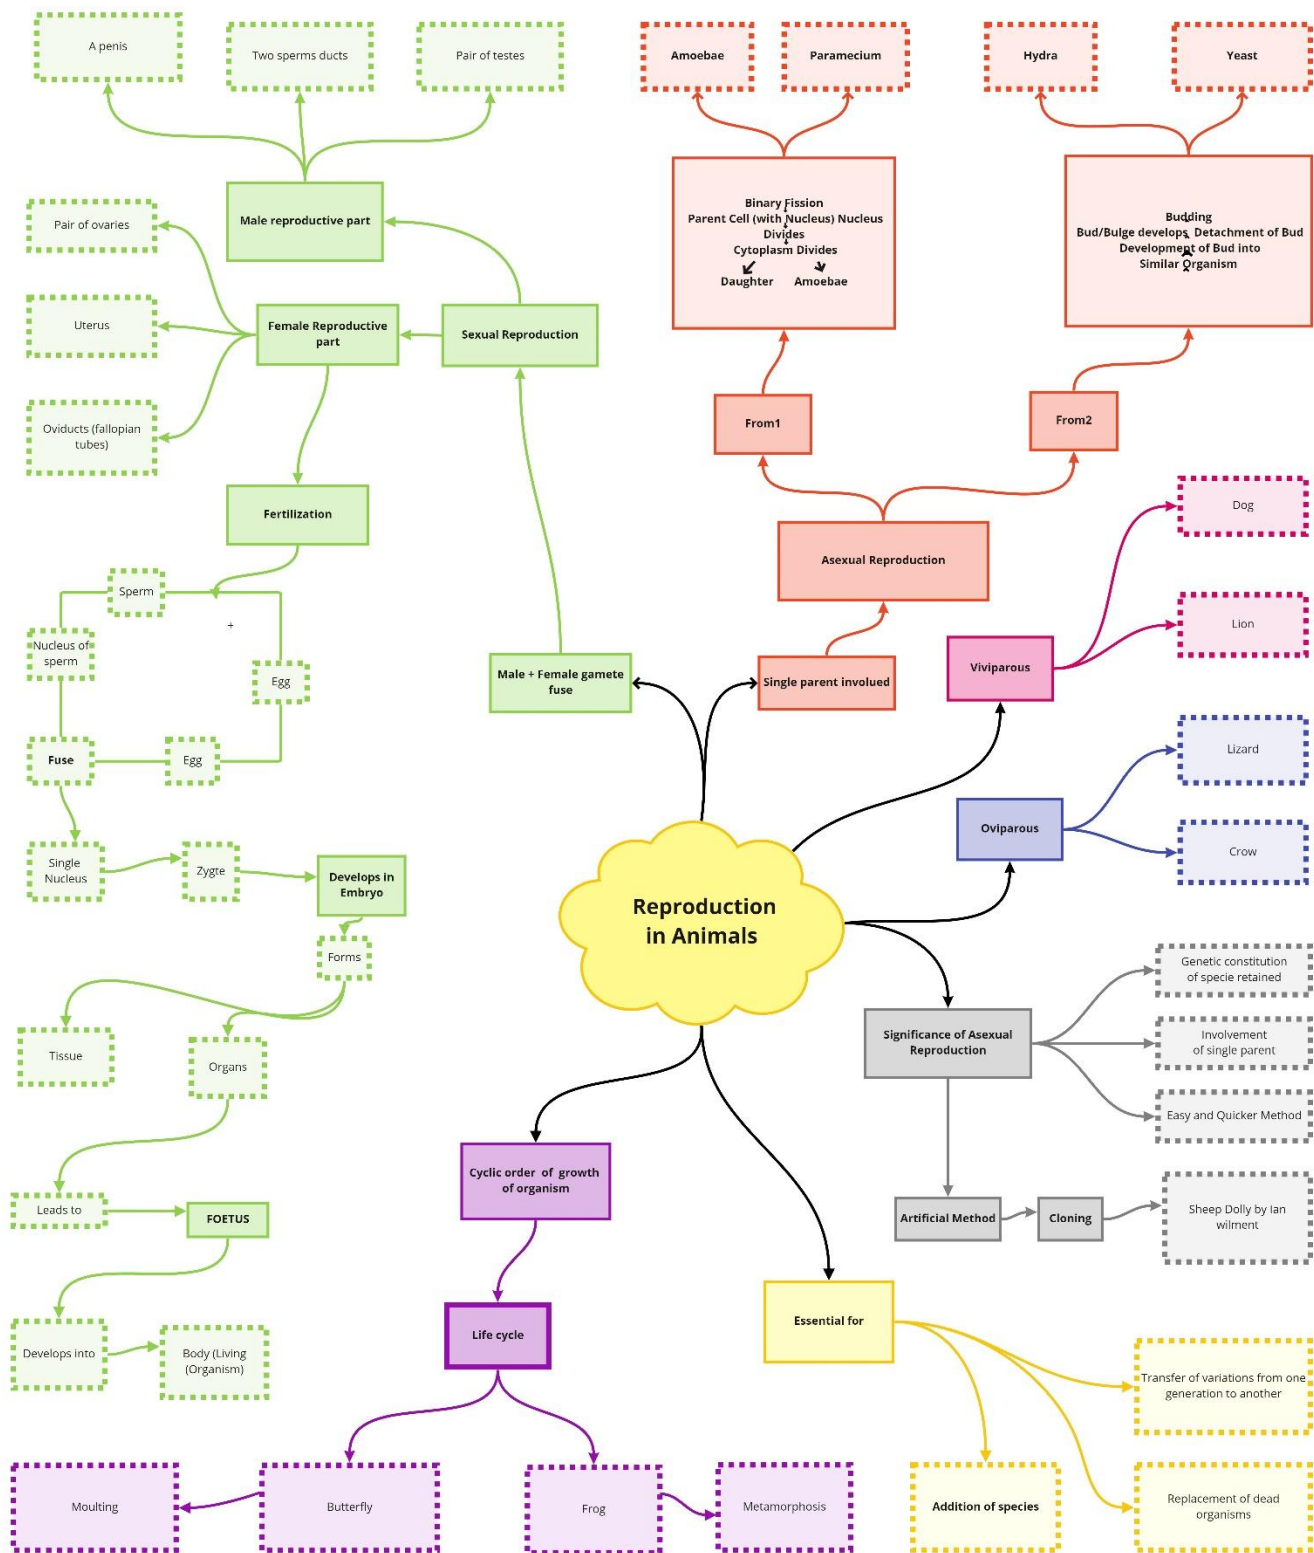 A penis
Two sperms ducts
Pair of testes
Male reproductive part
Pair of ovaries
Uterus
Oviducts (fallopian
tubes)
Female Reproductive
part
Sexual Reproduction
Fertilization
Sperm
+
Nucleus of
sperm
Egg
Fuse
Egg
Single
Nucleus
Zygte
Develops in
Embryo
Forms
Tissue
Organs
Leads to
FOETUS
Develops into
Body (Living
(Organism)
Male + Female gamete
fuse
Amoebae
Paramecium
Hydra
Yeast
Binary Fission
Parent Cell (with Nucleus) Nucleus
Divides
Cytoplasm Divides
Daughter Amoebae
Budding
Bud/Bulge develops Detachment of Bud
Development of Bud into
Similar Organism
From1
From2
Asexual Reproduction
Single parent involued
Viviparous
Dog
Lion
Oviparous
Lizard
Crow
Reproduction
in Animals
Significance of Asexual
Reproduction
Genetic constitution
of specie retained
Involvement
of single parent
Easy and Quicker Method
Artificial Method
Cloning
Sheep Dolly by Ian
wilment
Cyclic order of growth
of organism
Life cycle
Moulting
Butterfly
Frog
Metamorphosis
Essential for
Transfer of variations from one
generation to another
Addition of species
Replacement of dead
organisms